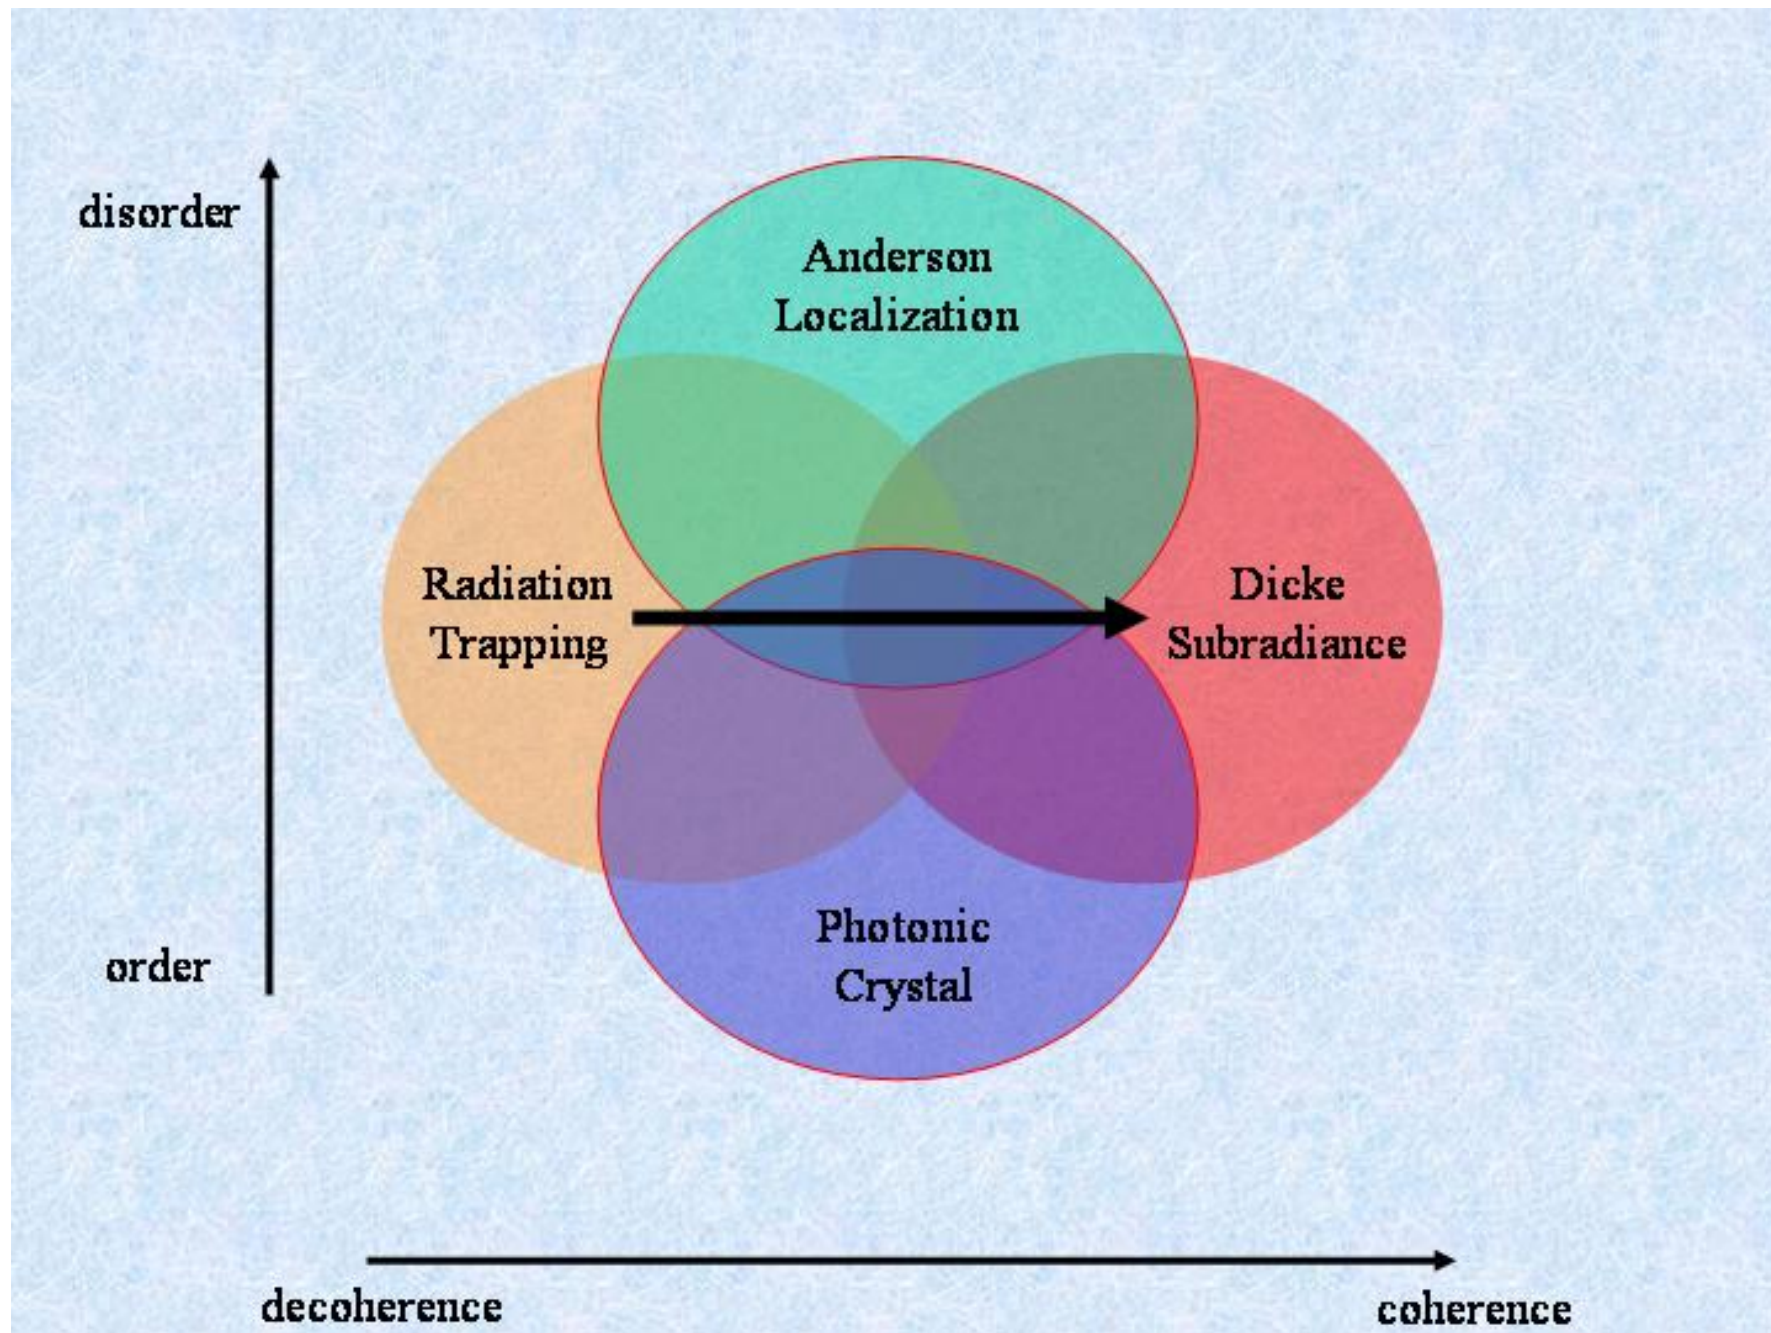 disorder
Anderson
Localization
Radiation
Trapping
Dicke
Subradiance
Photonic
Crystal
order
decoherence
coherence